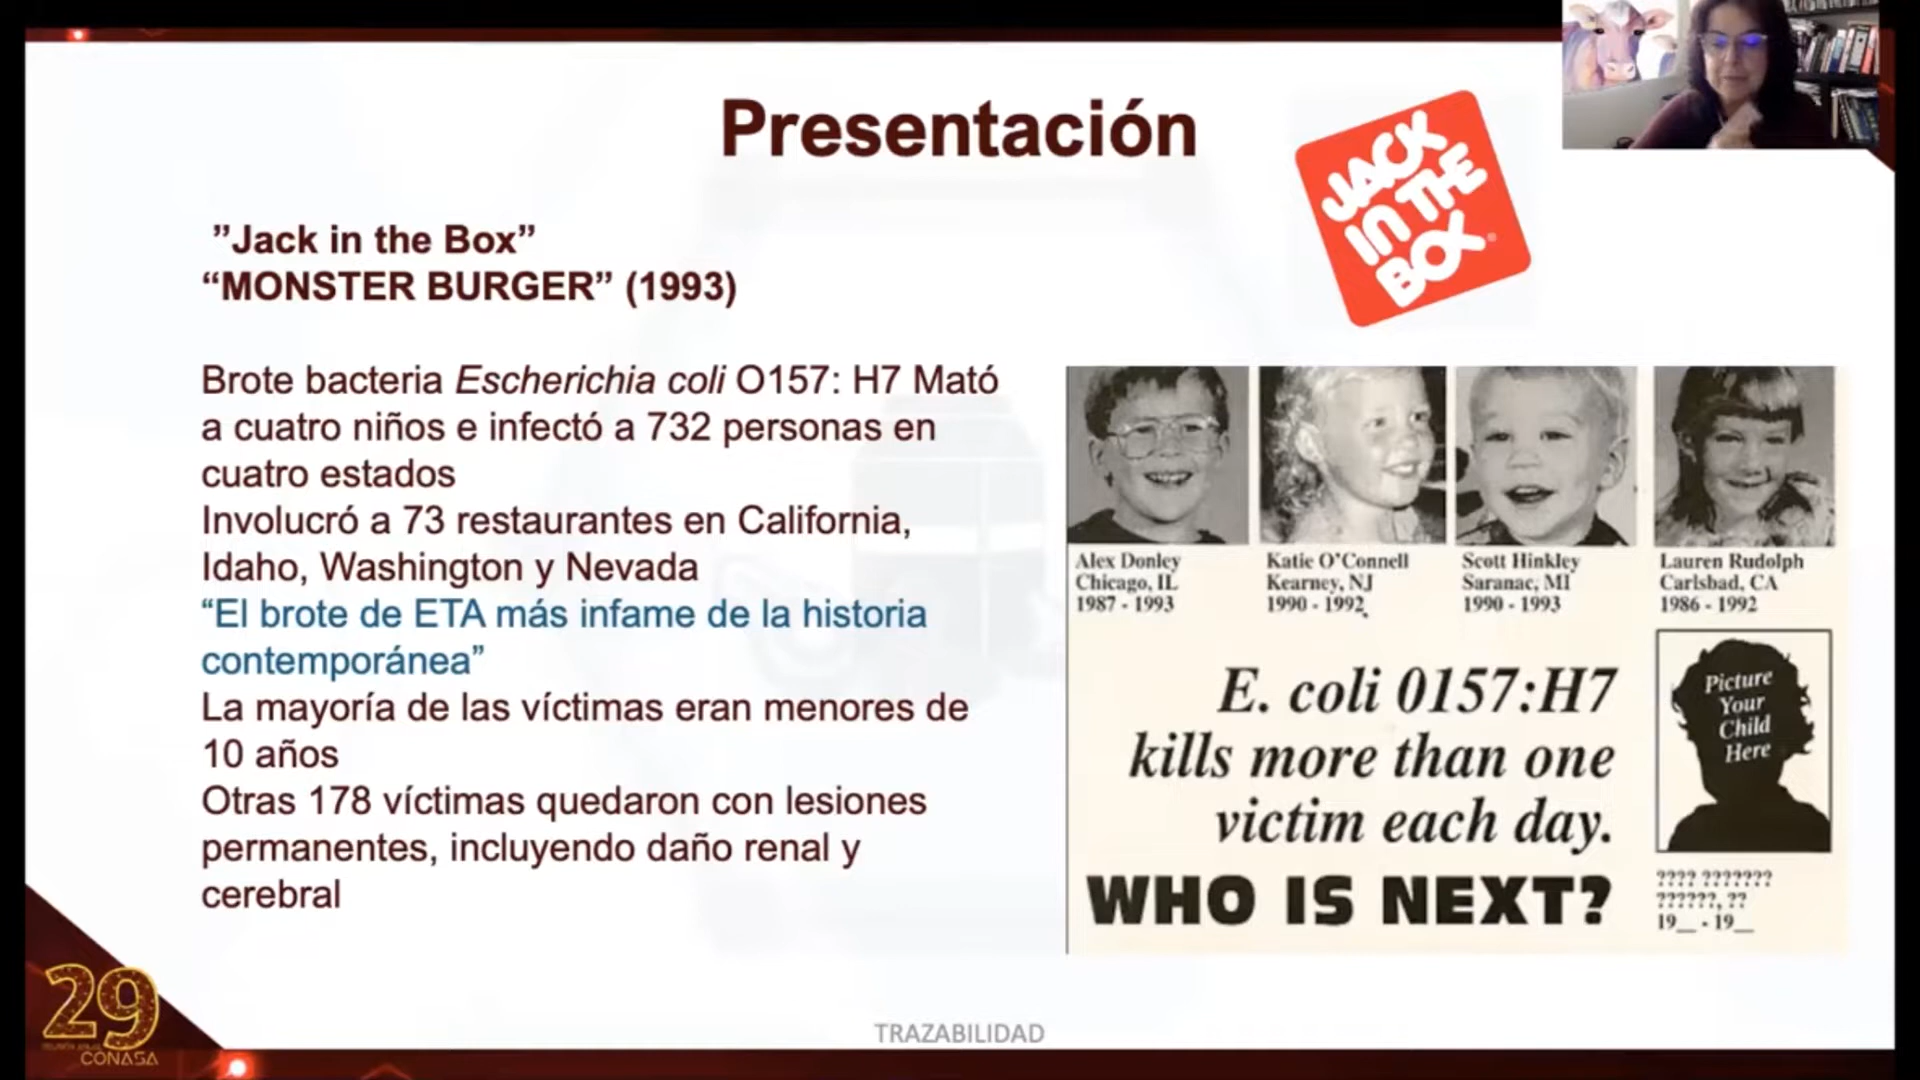 Presentación
JACK
IN THE
BOX
”Jack in the Box”
“MONSTER BURGER” (1993)
Brote bacteria Escherichia coli O157: H7 Mató
a cuatro niños e infectó a 732 personas en
cuatro estados
Involucró a 73 restaurantes en California,
Idaho, Washington y Nevada
“El brote de ETA más infame de la historia
contemporánea”
La mayoría de las víctimas eran menores de
10 años
Otras 178 víctimas quedaron con lesiones
permanentes, incluyendo daño renal y
cerebral
Alex Donley
Chicago, IL
1987 - 1993
Katie O’Connell
Kearney, NJ
1990 - 1992
Scott Hinkley
Saranac, MI
1990 - 1993
Lauren Rudolph
Carlsbad, CA
1986 - 1992
E. coli 0157:H7
kills more than one
victim each day.
WHO IS NEXT?
Picture
Your
Child
Here
???? ???????
??????, ??
19__ - 19__
29
CONASA
TRAZABILIDAD